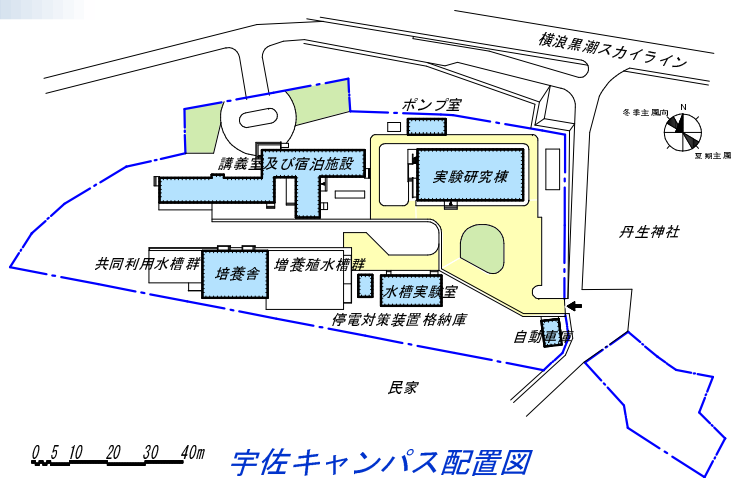 横浪黒潮スカイライン
ポンプ室
冬季主風向
N
夏期主風
講義室及び宿泊施設
実験研究棟
丹生神社
共同利用水槽群
培養舎
増養殖水槽群
水槽実験室
停電対策装置格納庫
自動車庫
民家
0 5 10 20 30 40m
宇佐キャンパス配置図